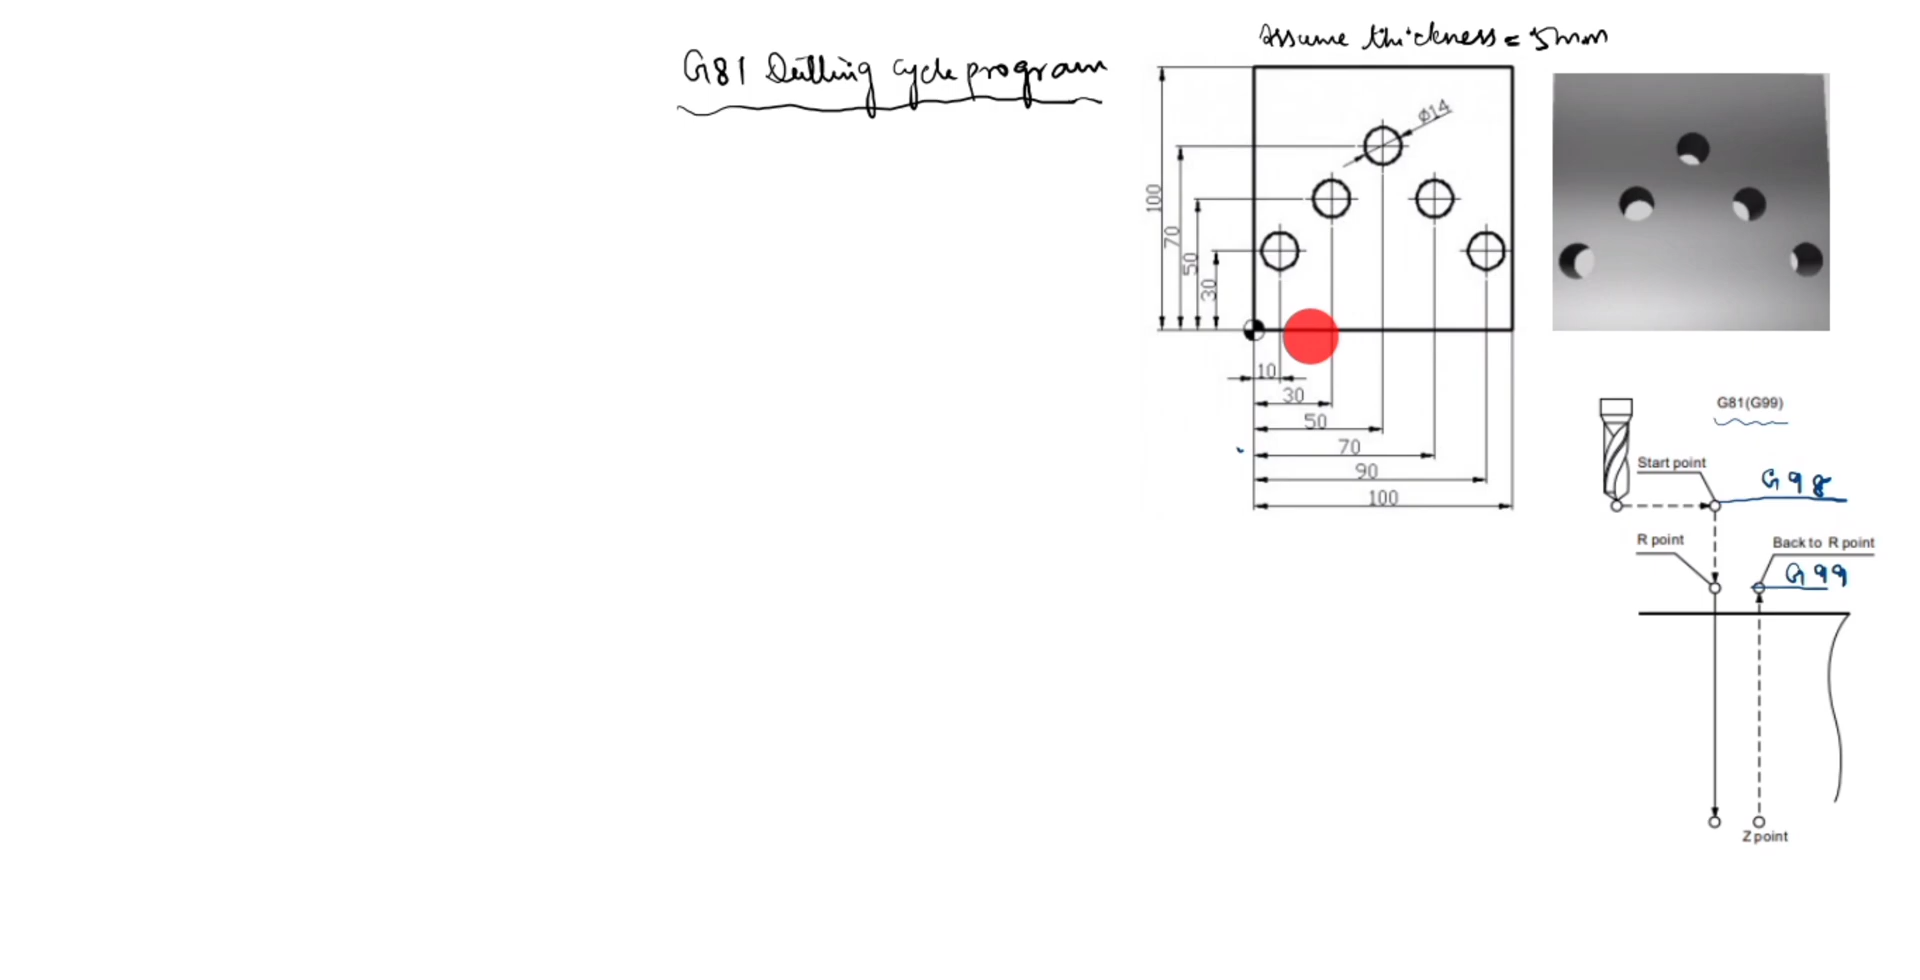 Assume thickness = 5mm
G81 Drilling cycle program
Ø14
100
70
50
30
10
30
50
70
90
100
G81(G99)
Start point
G98
R point
Back to R point
G99
Z point